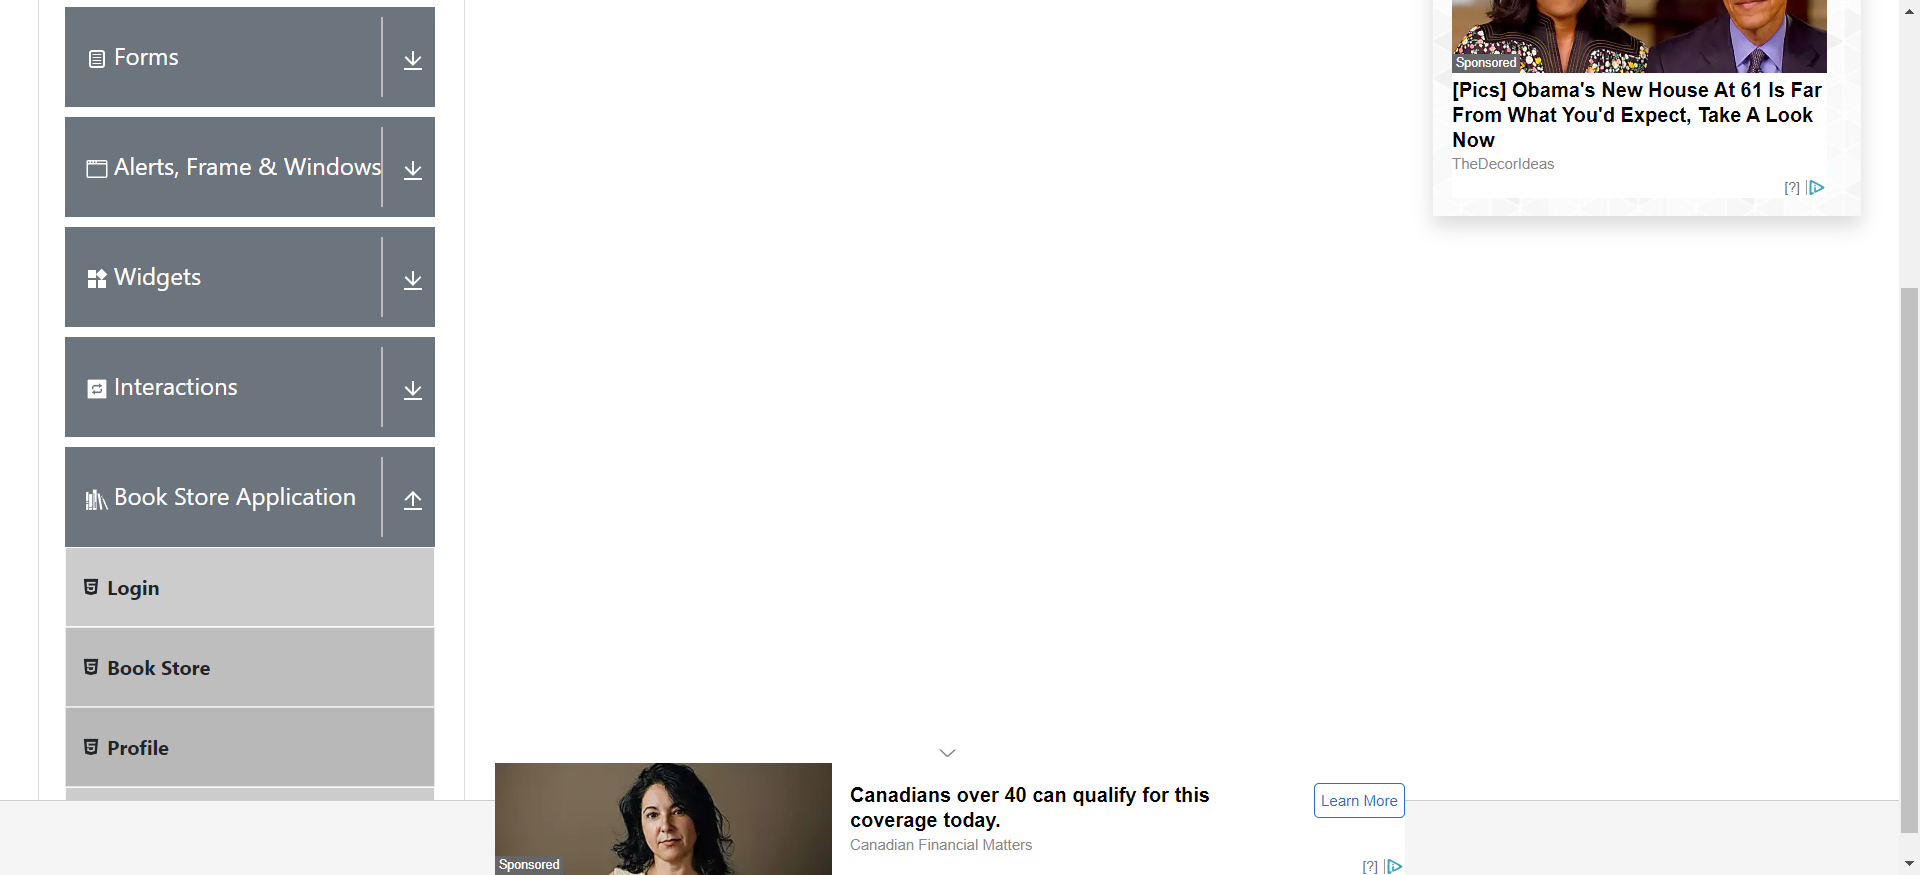 Forms
Alerts, Frame & Windows
Widgets
Interactions
Book Store Application
Login
Book Store
Profile
Sponsored
[Pics] Obama's New House At 61 Is Far
From What You'd Expect, Take A Look
Now
TheDecorIdeas
[?]
Sponsored
Canadians over 40 can qualify for this
coverage today.
Canadian Financial Matters
Learn More
[?]